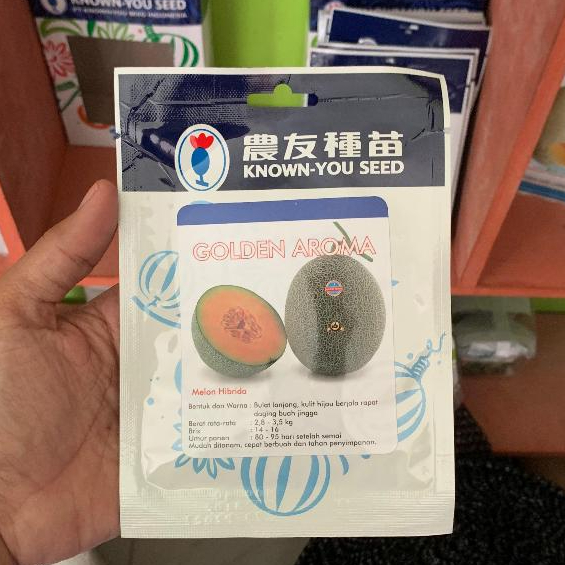 KNOWN-YOU SEED
農友種苗
KNOWN-YOU SEED
GOLDEN AROMA
Melon Hibrida
Bentuk dan Warna : Bulat lonjong, kulit hijau berjala rapat
daging buah jingga
Berat rata-rata : 2,8 - 3,5 kg
Brix : 14 - 16
Umur panen : 80 - 95 hari setelah semai
Mudah ditanam, cepat berbuah dan tahan penyimpanan.